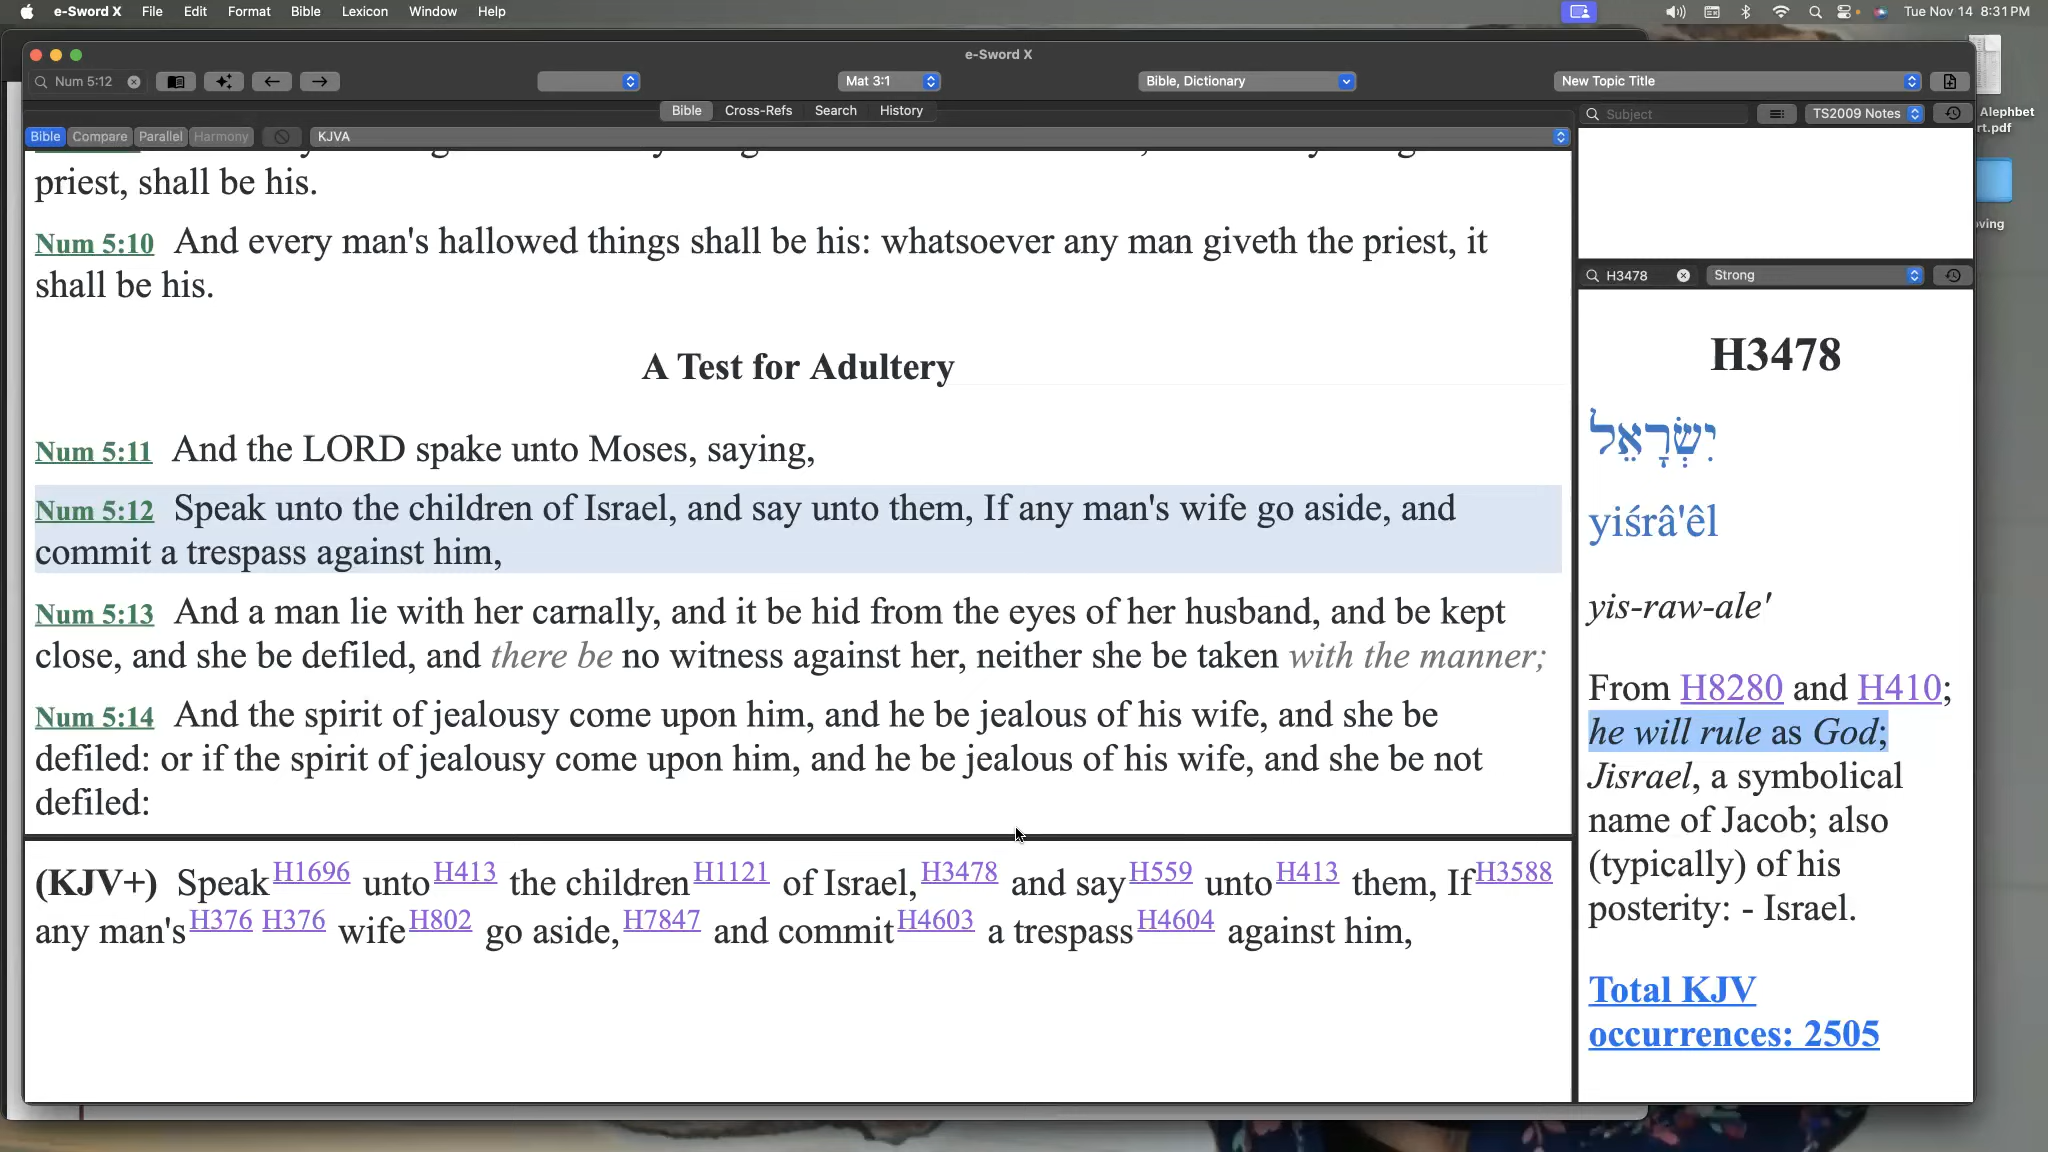 e-Sword X File Edit Format Bible Lexicon Window Help Tue Nov 14 8:31 PM
e-Sword X
Num 5:12 Mat 3:1 Bible, Dictionary New Topic Title
Bible Cross-Refs Search History
Subject TS2009 Notes
Bible Compare Parallel Harmony KJVA
Alephbet
rt.pdf
oving
priest, shall be his.
Num 5:10 And every man's hallowed things shall be his: whatsoever any man giveth the priest, it
shall be his.
A Test for Adultery
Num 5:11 And the LORD spake unto Moses, saying,
Num 5:12 Speak unto the children of Israel, and say unto them, If any man's wife go aside, and
commit a trespass against him,
Num 5:13 And a man lie with her carnally, and it be hid from the eyes of her husband, and be kept
close, and she be defiled, and there be no witness against her, neither she be taken with the manner;
Num 5:14 And the spirit of jealousy come upon him, and he be jealous of his wife, and she be
defiled: or if the spirit of jealousy come upon him, and he be jealous of his wife, and she be not
defiled:
(KJV+) Speak H1696 unto H413 the children H1121 of Israel, H3478 and say H559 unto H413 them, If H3588
any man's H376 H376 wife H802 go aside, H7847 and commit H4603 a trespass H4604 against him,
H3478 Strong
H3478
יִשְׂרָאֵל
yiśrâ'êl
yis-raw-ale'
From H8280 and H410;
he will rule as God;
Jisrael, a symbolical
name of Jacob; also
(typically) of his
posterity: - Israel.
Total KJV
occurrences: 2505